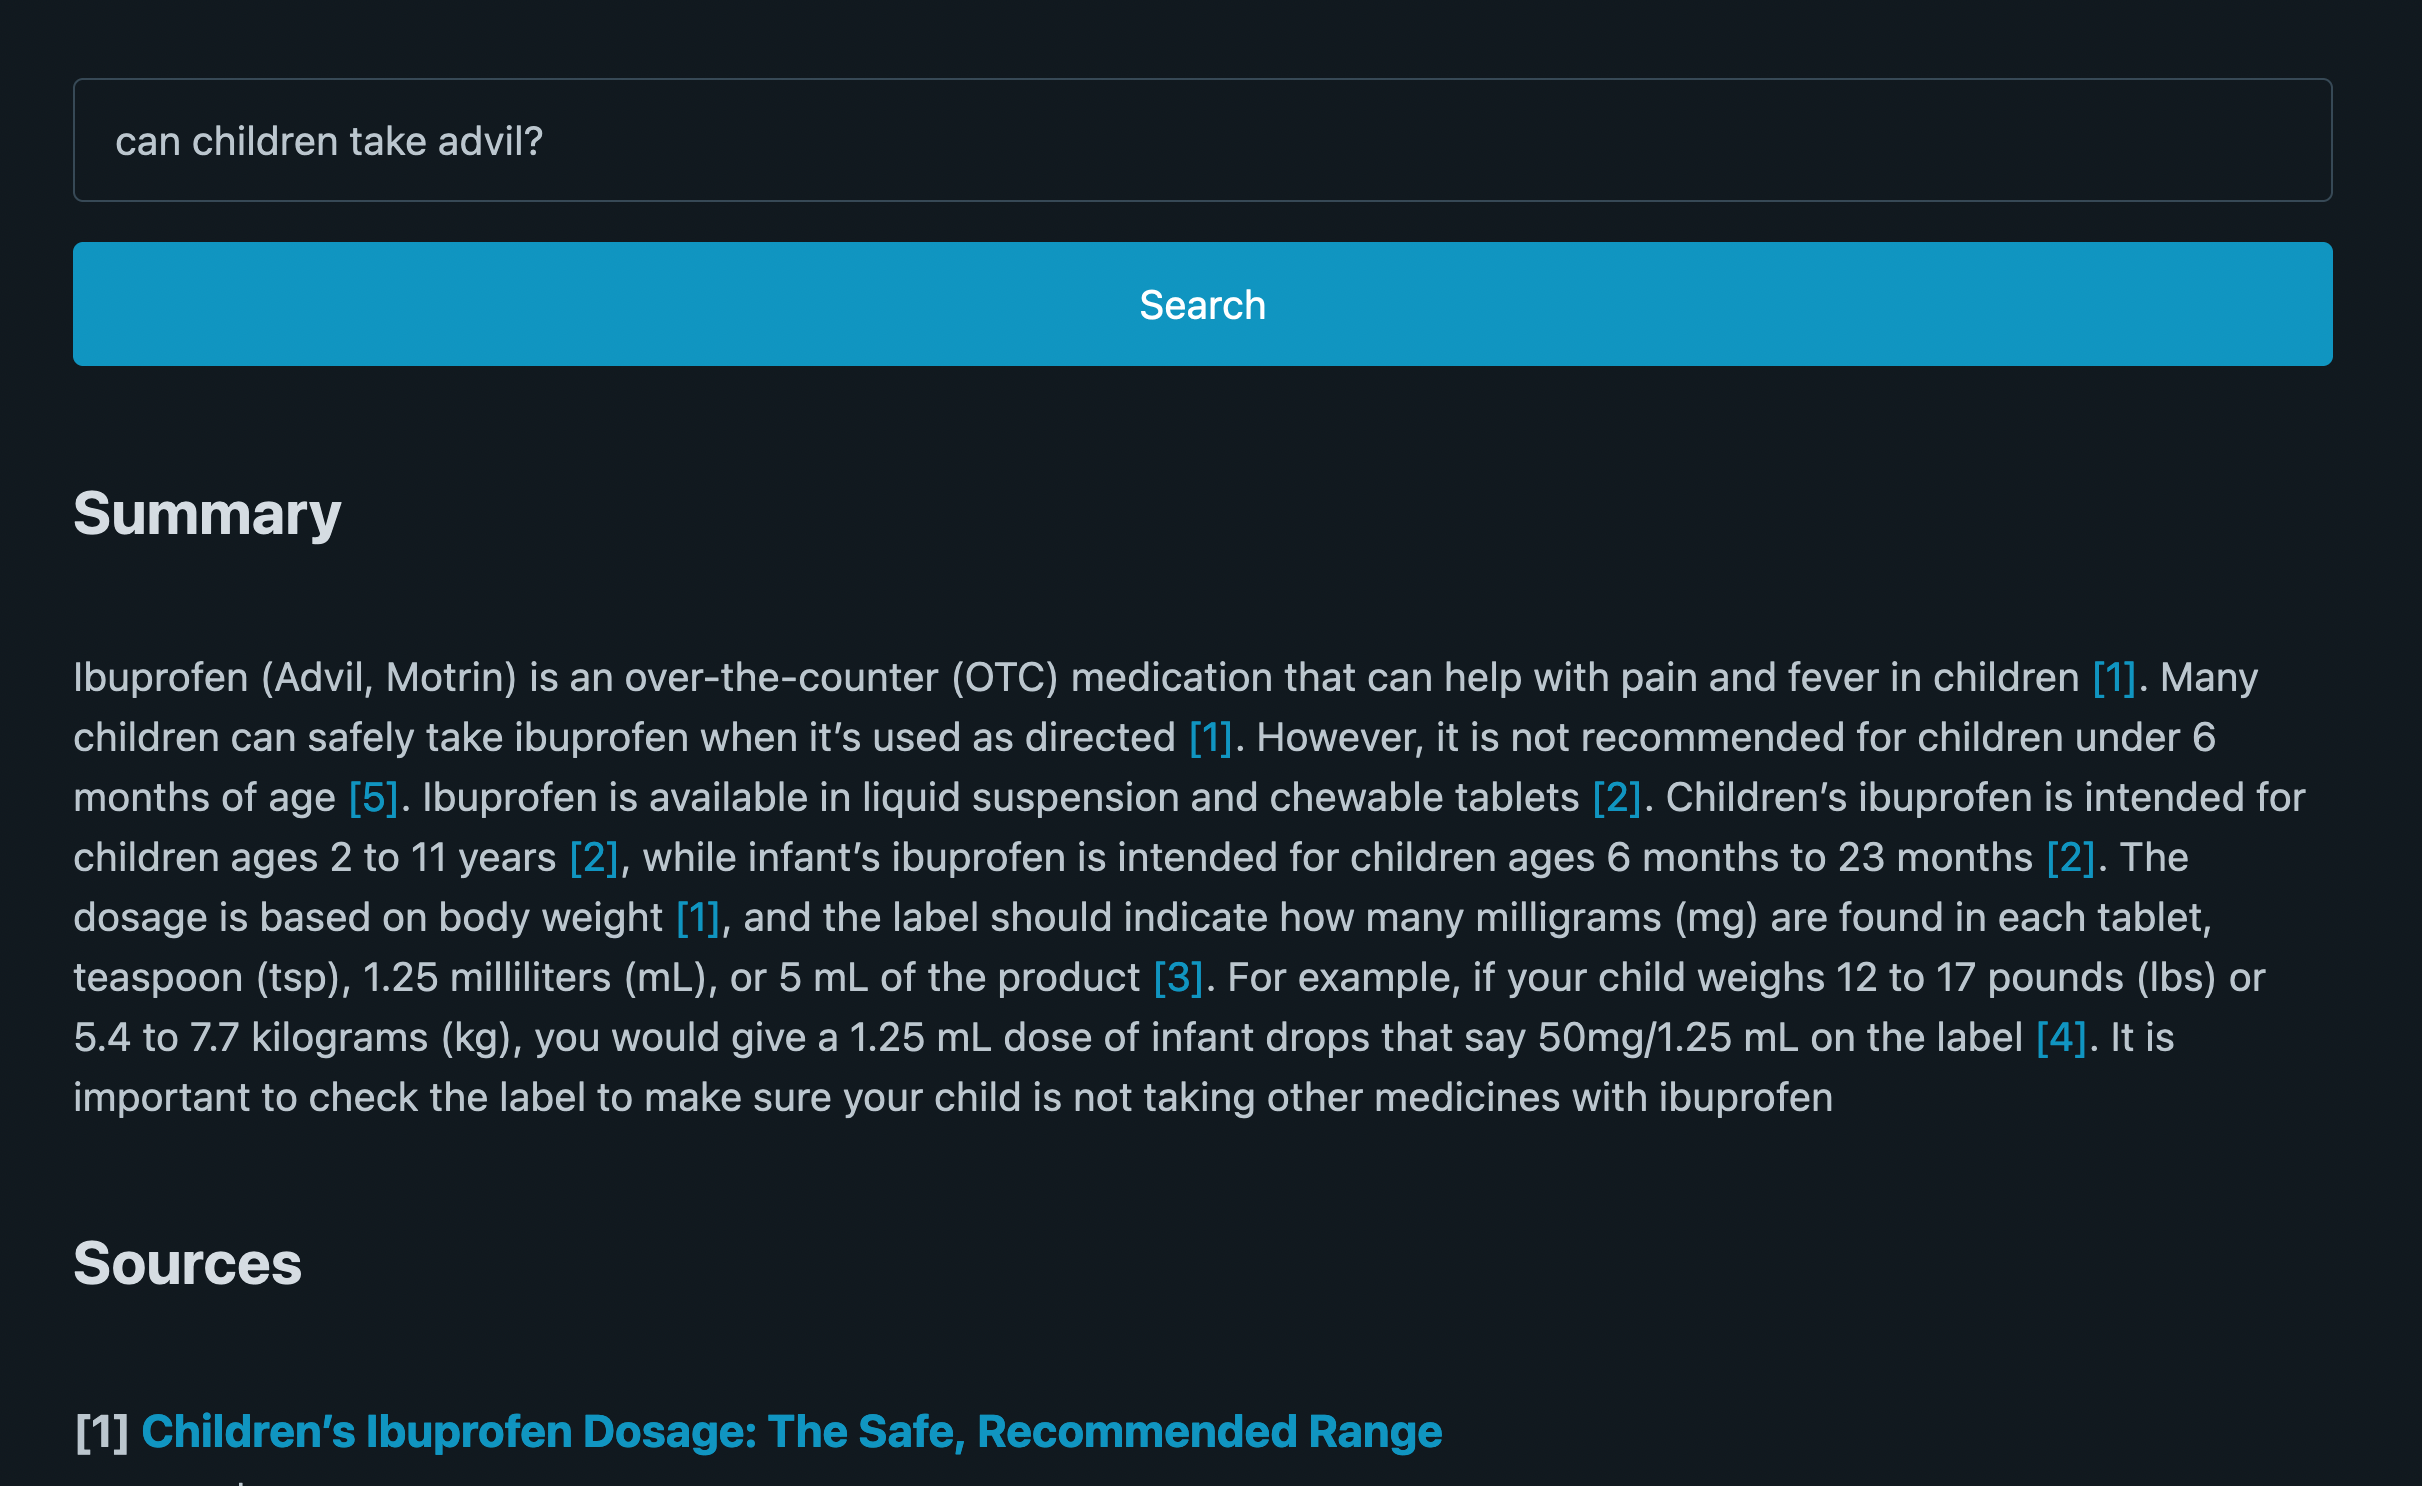 can children take advil?
Search
Summary
Ibuprofen (Advil, Motrin) is an over-the-counter (OTC) medication that can help with pain and fever in children [1]. Many
children can safely take ibuprofen when it’s used as directed [1]. However, it is not recommended for children under 6
months of age [5]. Ibuprofen is available in liquid suspension and chewable tablets [2]. Children’s ibuprofen is intended for
children ages 2 to 11 years [2], while infant’s ibuprofen is intended for children ages 6 months to 23 months [2]. The
dosage is based on body weight [1], and the label should indicate how many milligrams (mg) are found in each tablet,
teaspoon (tsp), 1.25 milliliters (mL), or 5 mL of the product [3]. For example, if your child weighs 12 to 17 pounds (lbs) or
5.4 to 7.7 kilograms (kg), you would give a 1.25 mL dose of infant drops that say 50mg/1.25 mL on the label [4]. It is
important to check the label to make sure your child is not taking other medicines with ibuprofen
Sources
[1] Children’s Ibuprofen Dosage: The Safe, Recommended Range